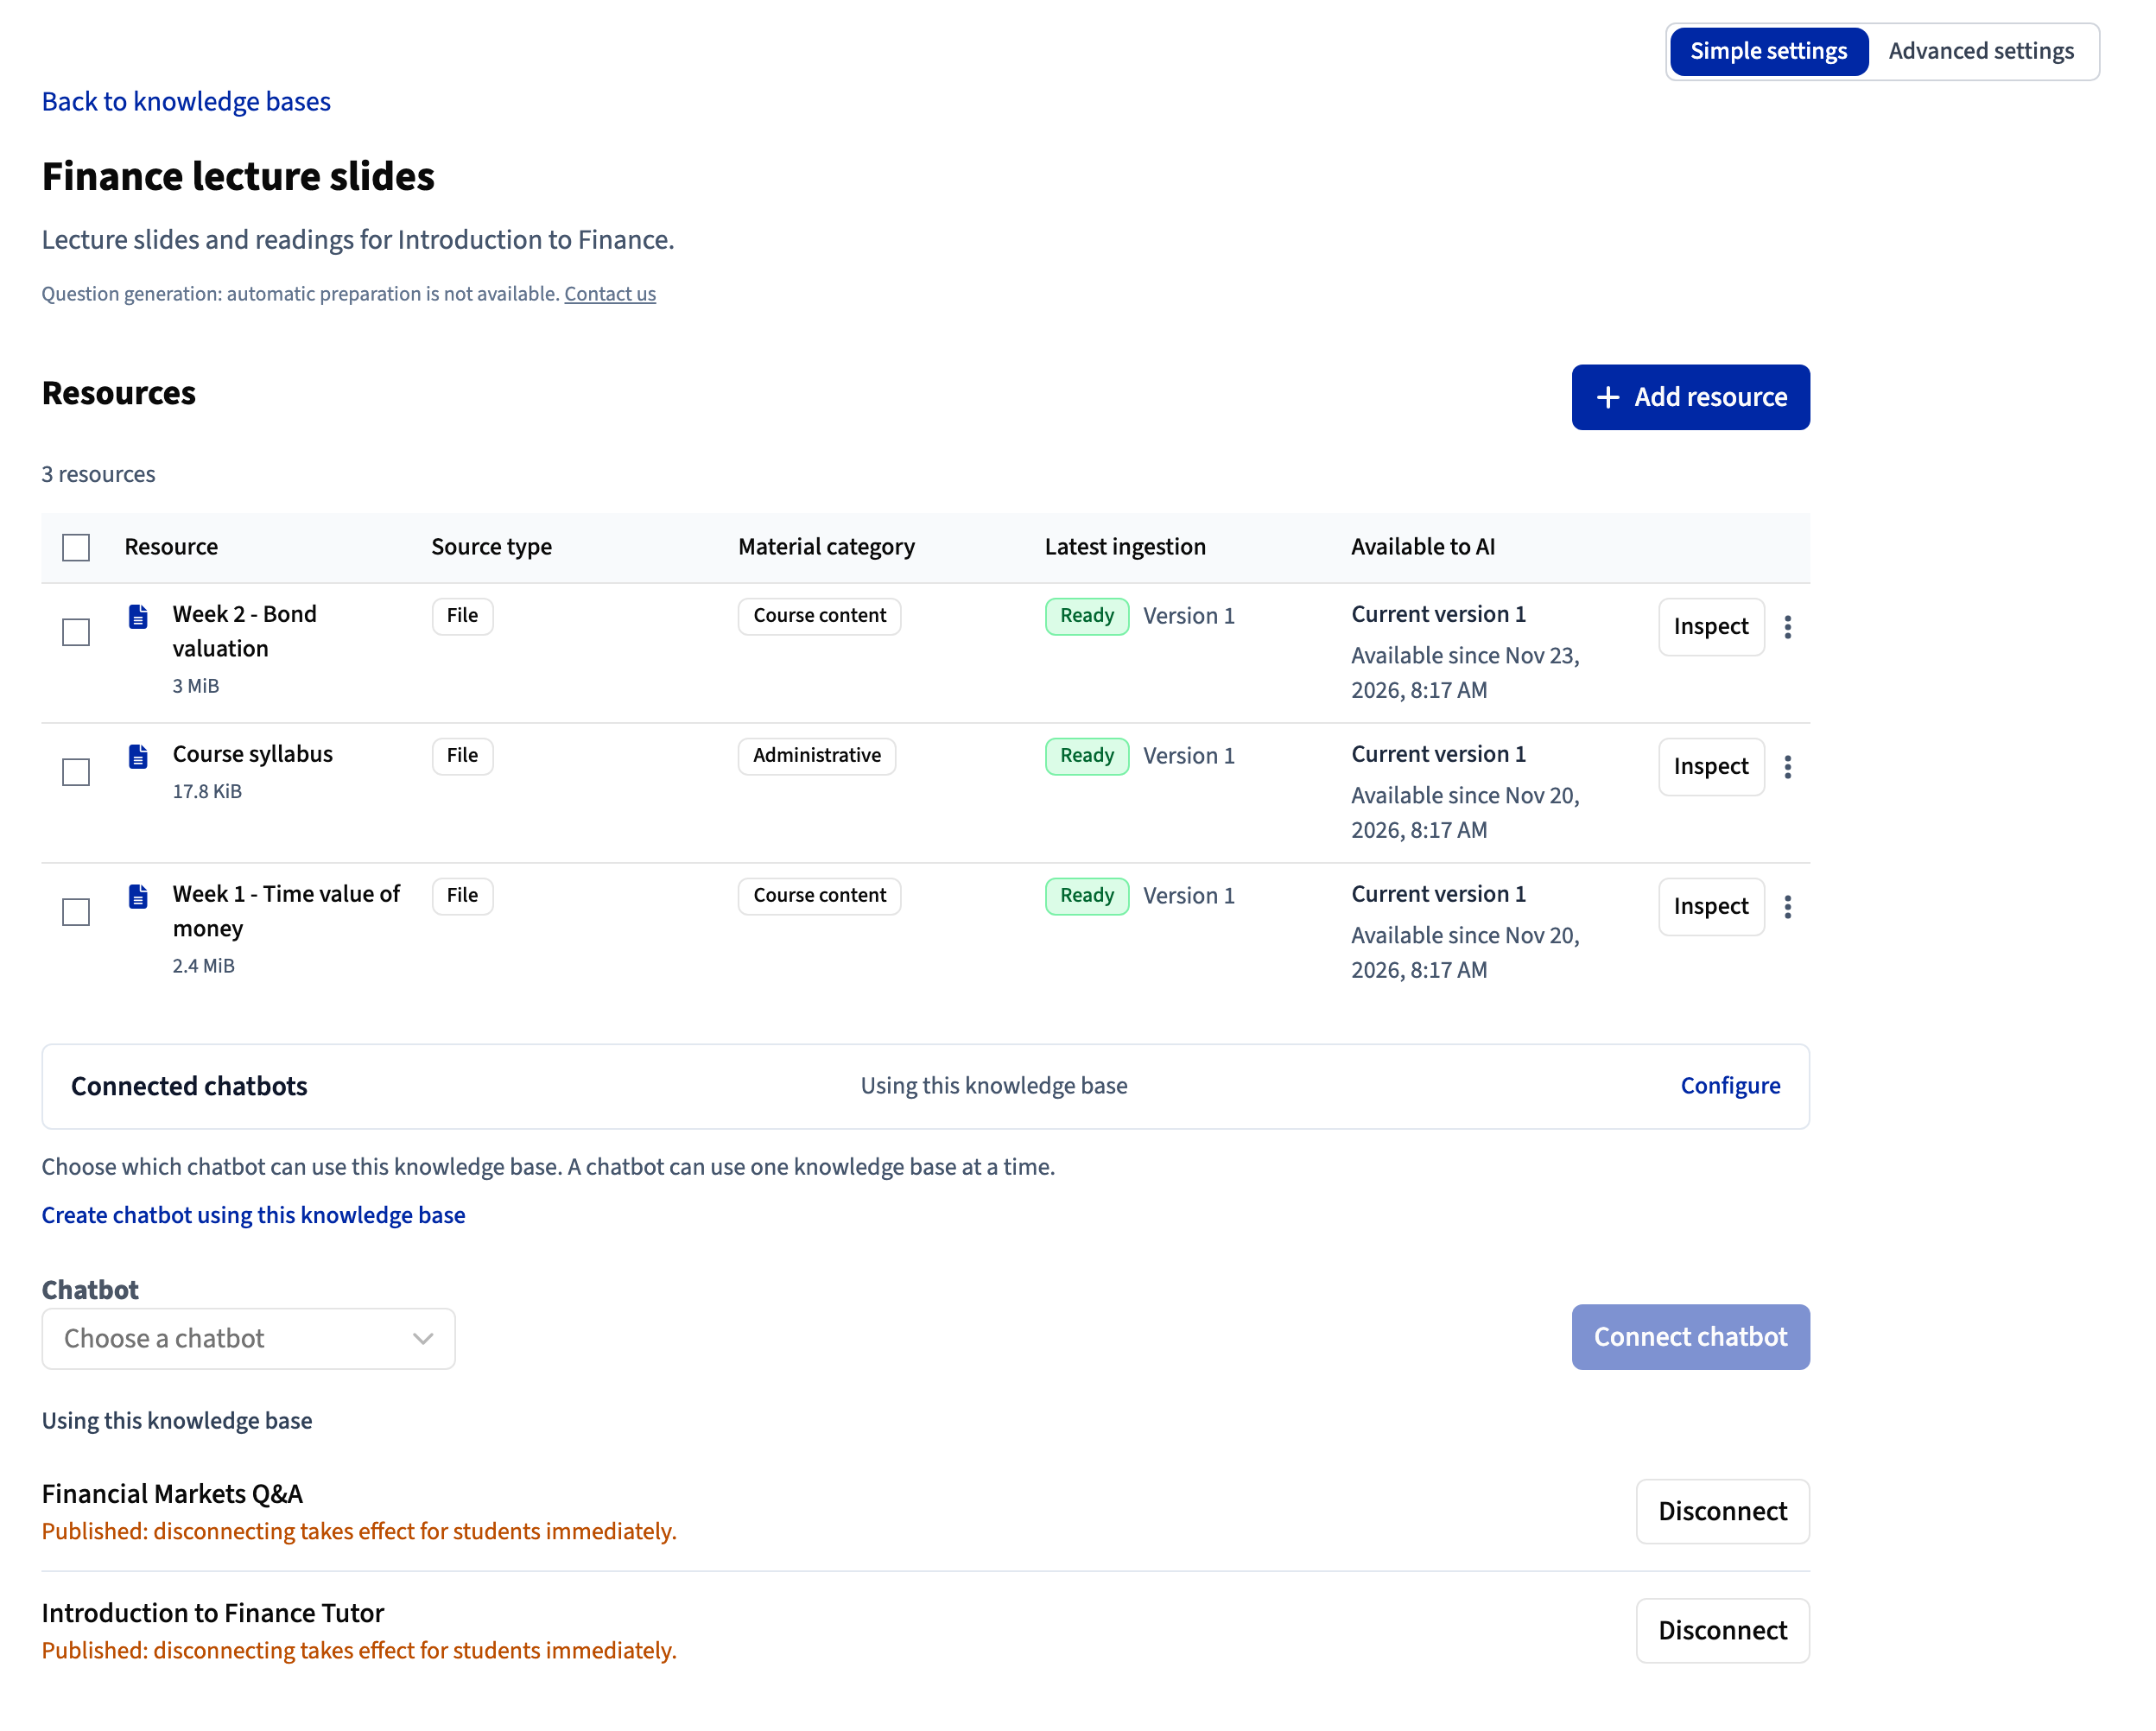 Simple settings Advanced settings
Back to knowledge bases
Finance lecture slides
Lecture slides and readings for Introduction to Finance.
Question generation: automatic preparation is not available. Contact us
Resources
+ Add resource
3 resources
Resource Source type Material category Latest ingestion Available to AI
Week 2 - Bond
valuation
3 MiB
File
Course content
Ready Version 1
Current version 1
Available since Nov 23,
2026, 8:17 AM
Inspect
Course syllabus
17.8 KiB
File
Administrative
Ready Version 1
Current version 1
Available since Nov 20,
2026, 8:17 AM
Inspect
Week 1 - Time value of
money
2.4 MiB
File
Course content
Ready Version 1
Current version 1
Available since Nov 20,
2026, 8:17 AM
Inspect
Connected chatbots Using this knowledge base Configure
Choose which chatbot can use this knowledge base. A chatbot can use one knowledge base at a time.
Create chatbot using this knowledge base
Chatbot
Choose a chatbot
Connect chatbot
Using this knowledge base
Financial Markets Q&A
Published: disconnecting takes effect for students immediately.
Disconnect
Introduction to Finance Tutor
Published: disconnecting takes effect for students immediately.
Disconnect